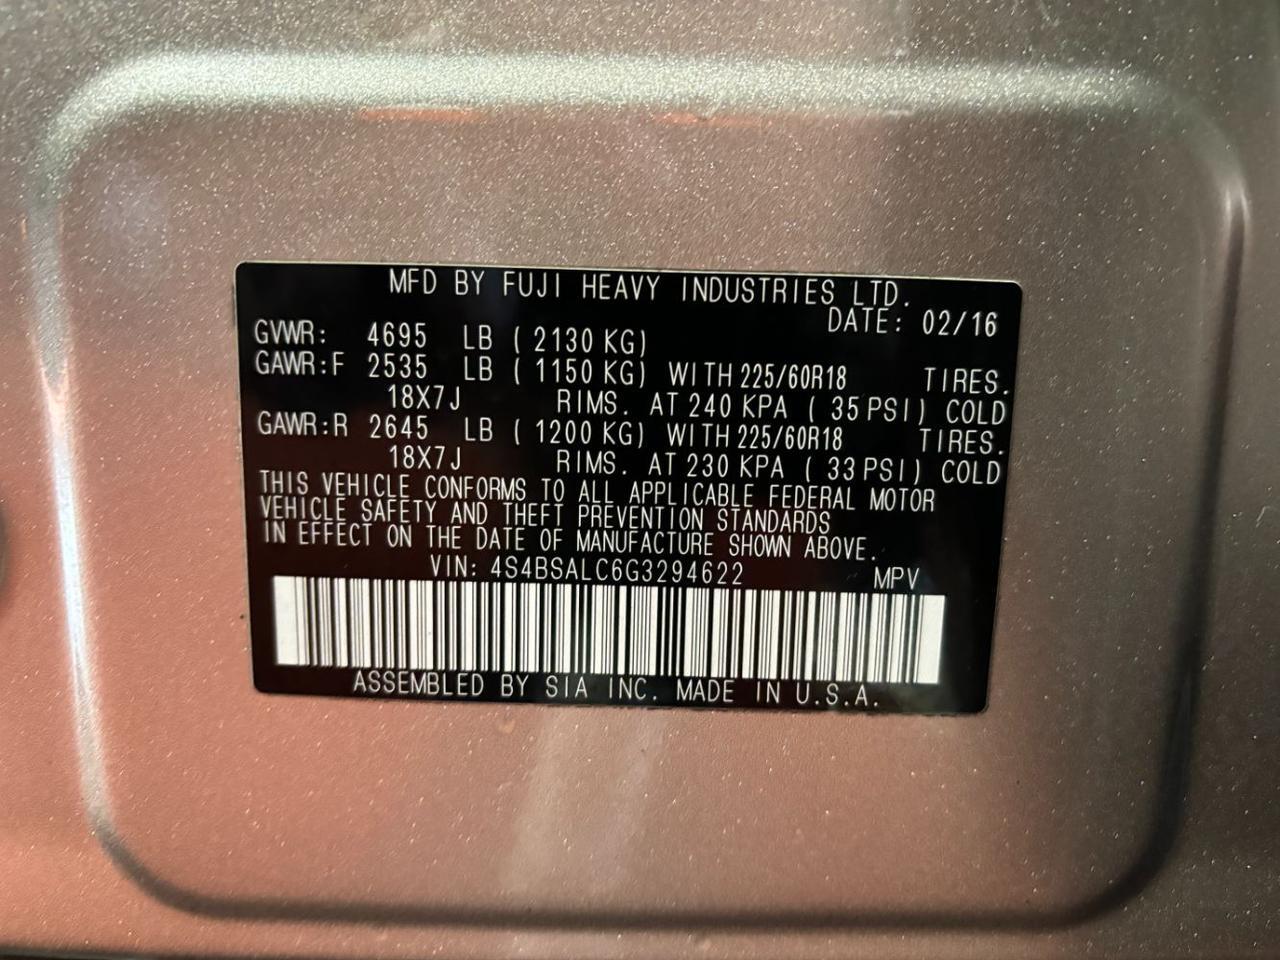 MFD BY FUJI HEAVY INDUSTRIES LTD.
DATE: 02/16
GVWR: 4695 LB ( 2130 KG)
GAWR:F 2535 LB ( 1150 KG) WITH 225/60R18 TIRES.
18X7J RIMS. AT 240 KPA ( 35 PSI) COLD
GAWR:R 2645 LB ( 1200 KG) WITH 225/60R18 TIRES.
18X7J RIMS. AT 230 KPA ( 33 PSI) COLD
THIS VEHICLE CONFORMS TO ALL APPLICABLE FEDERAL MOTOR
VEHICLE SAFETY AND THEFT PREVENTION STANDARDS
IN EFFECT ON THE DATE OF MANUFACTURE SHOWN ABOVE.
VIN: 4S4BSALC6G3294622 MPV
ASSEMBLED BY SIA INC. MADE IN U.S.A.